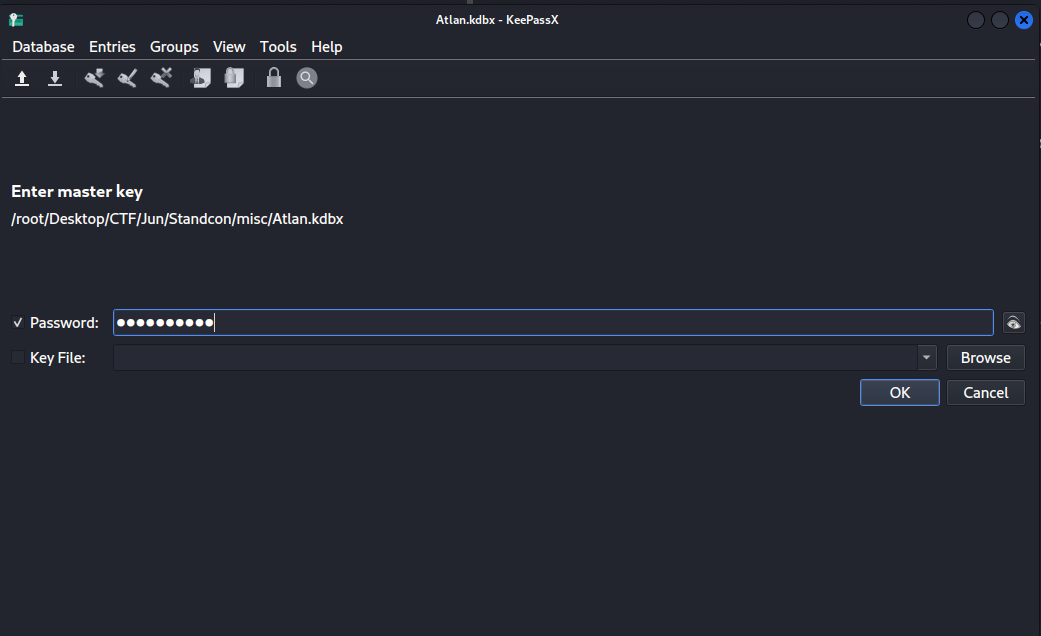 Atlan.kdbx - KeePassX
Database Entries Groups View Tools Help
Enter master key
/root/Desktop/CTF/Jun/Standcon/misc/Atlan.kdbx
Password: ●●●●●●●●●●
Key File: Browse
OK Cancel